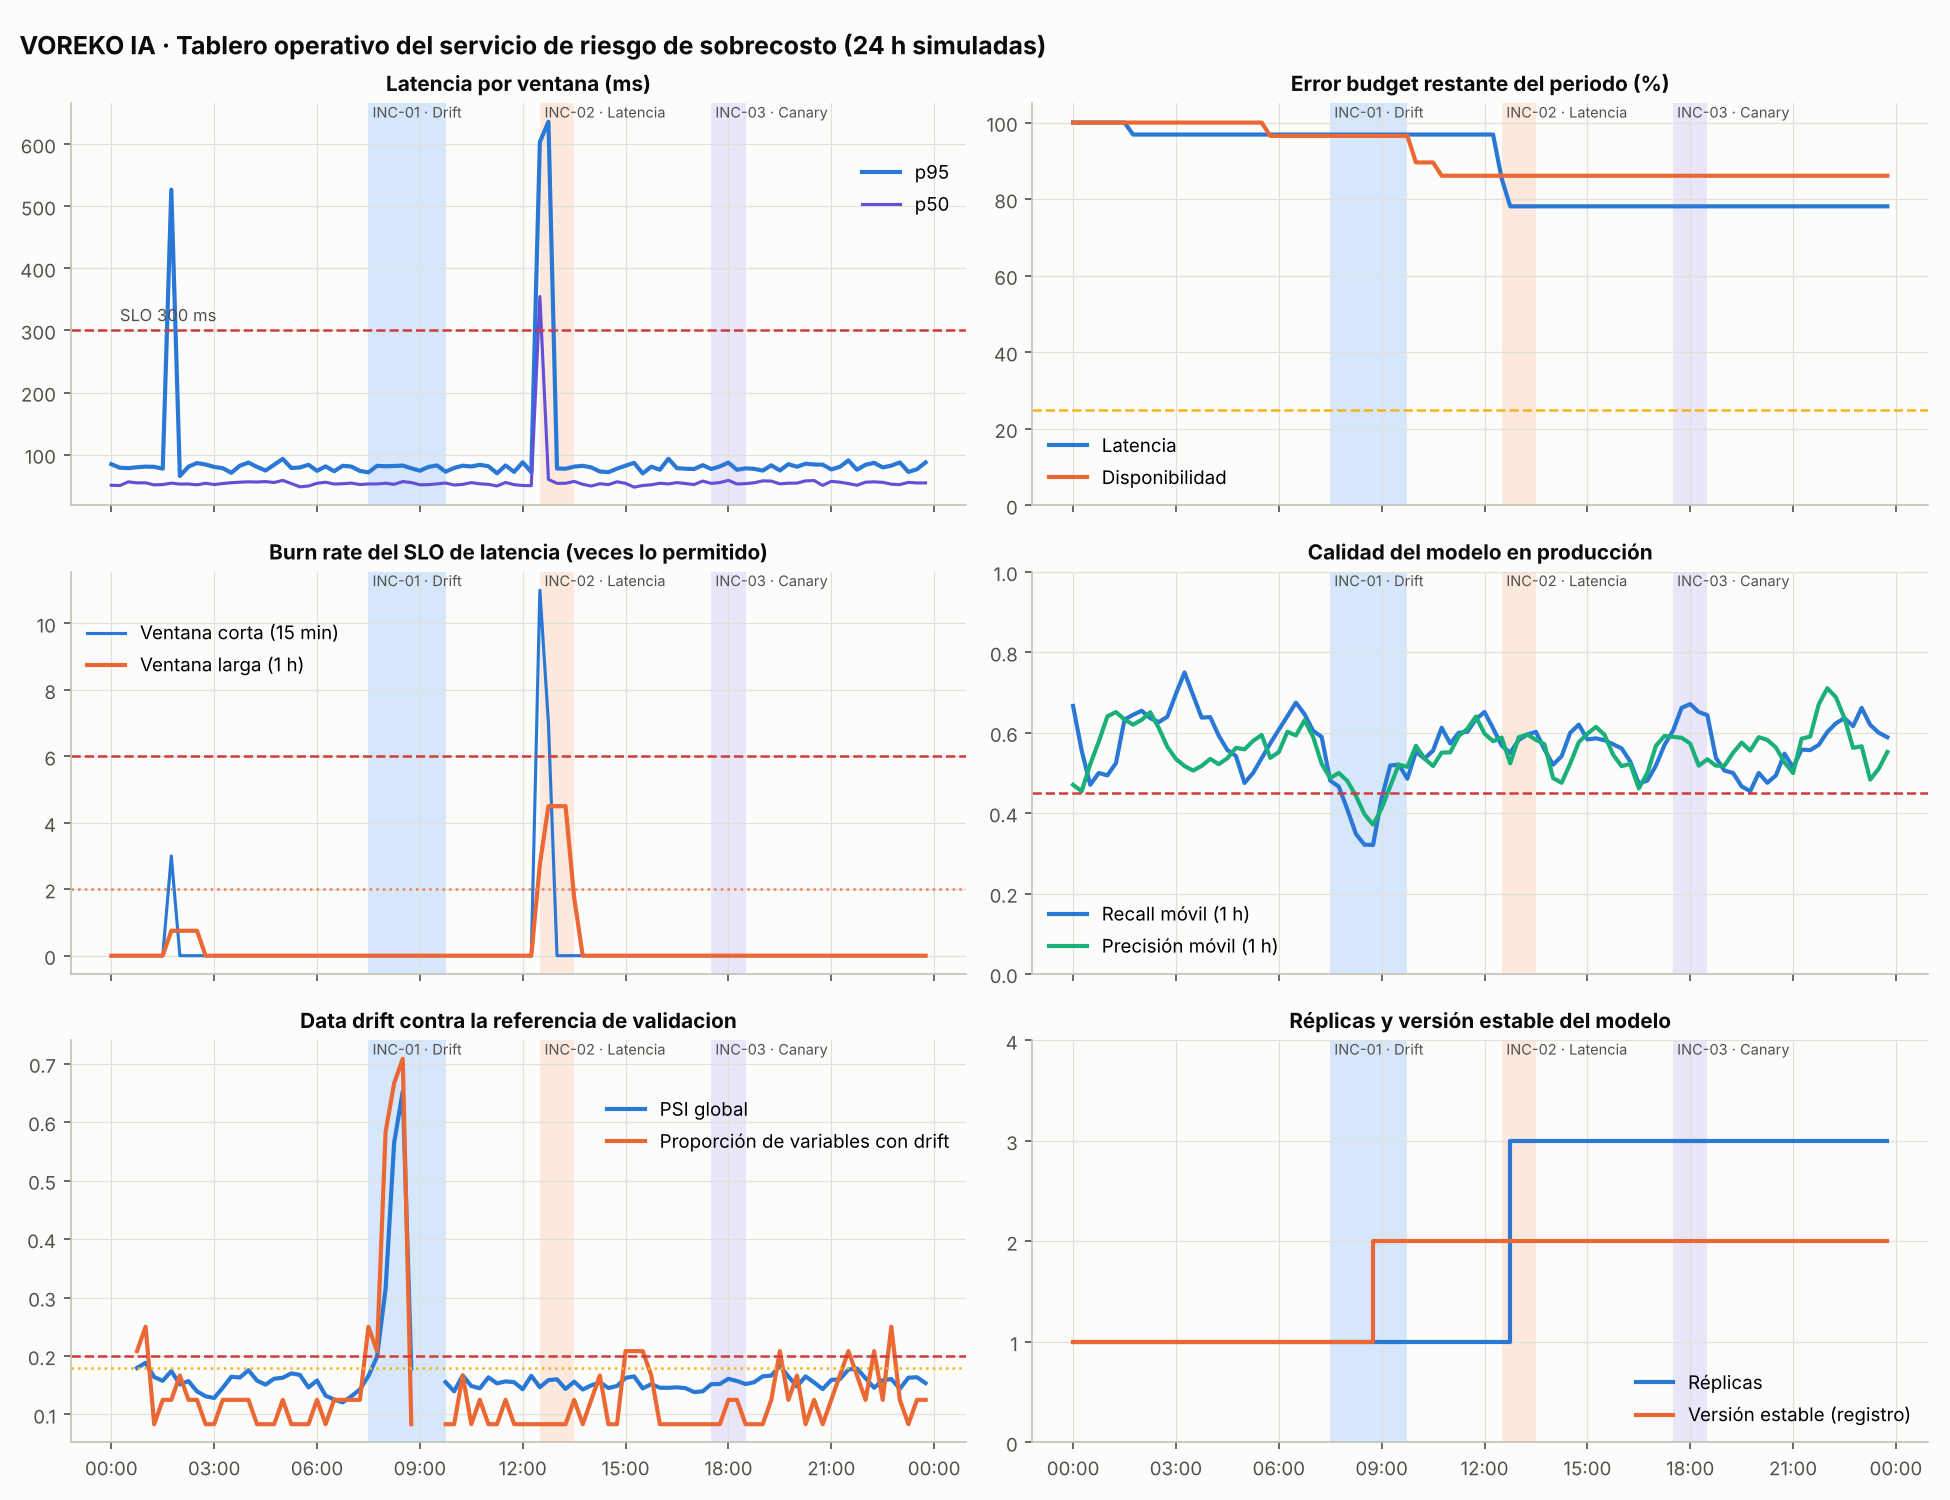 VOREKO IA · Tablero operativo del servicio de riesgo de sobrecosto (24 h simuladas)
Latencia por ventana (ms)
INC-01 · Drift
INC-02 · Latencia
INC-03 · Canary
600
500
400
300
200
100
p95
p50
SLO 300 ms
Error budget restante del periodo (%)
INC-01 · Drift
INC-02 · Latencia
INC-03 · Canary
100
80
60
40
20
0
Latencia
Disponibilidad
Burn rate del SLO de latencia (veces lo permitido)
INC-01 · Drift
INC-02 · Latencia
INC-03 · Canary
10
8
6
4
2
0
Ventana corta (15 min)
Ventana larga (1 h)
Calidad del modelo en producción
INC-01 · Drift
INC-02 · Latencia
INC-03 · Canary
1.0
0.8
0.6
0.4
0.2
0.0
Recall móvil (1 h)
Precisión móvil (1 h)
Data drift contra la referencia de validacion
INC-01 · Drift
INC-02 · Latencia
INC-03 · Canary
0.7
0.6
0.5
0.4
0.3
0.2
0.1
PSI global
Proporción de variables con drift
00:00 03:00 06:00 09:00 12:00 15:00 18:00 21:00 00:00
Réplicas y versión estable del modelo
INC-01 · Drift
INC-02 · Latencia
INC-03 · Canary
4
3
2
1
0
Réplicas
Versión estable (registro)
00:00 03:00 06:00 09:00 12:00 15:00 18:00 21:00 00:00